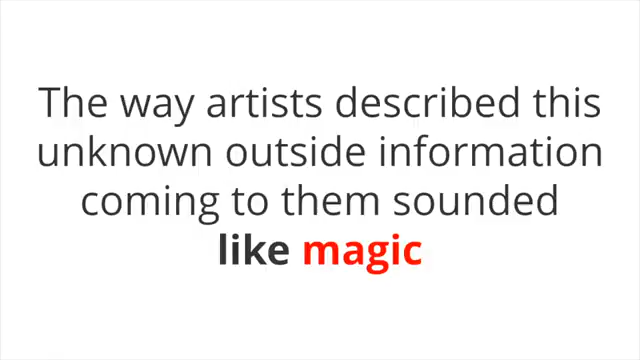 The way artists described this
unknown outside information
coming to them sounded
like magic